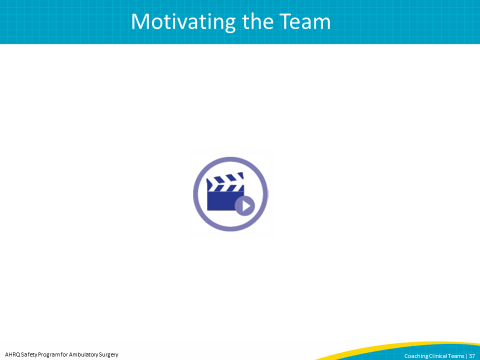 Motivating the Team
AHRQ Safety Program for Ambulatory Surgery
Coaching Clinical Teams | 37